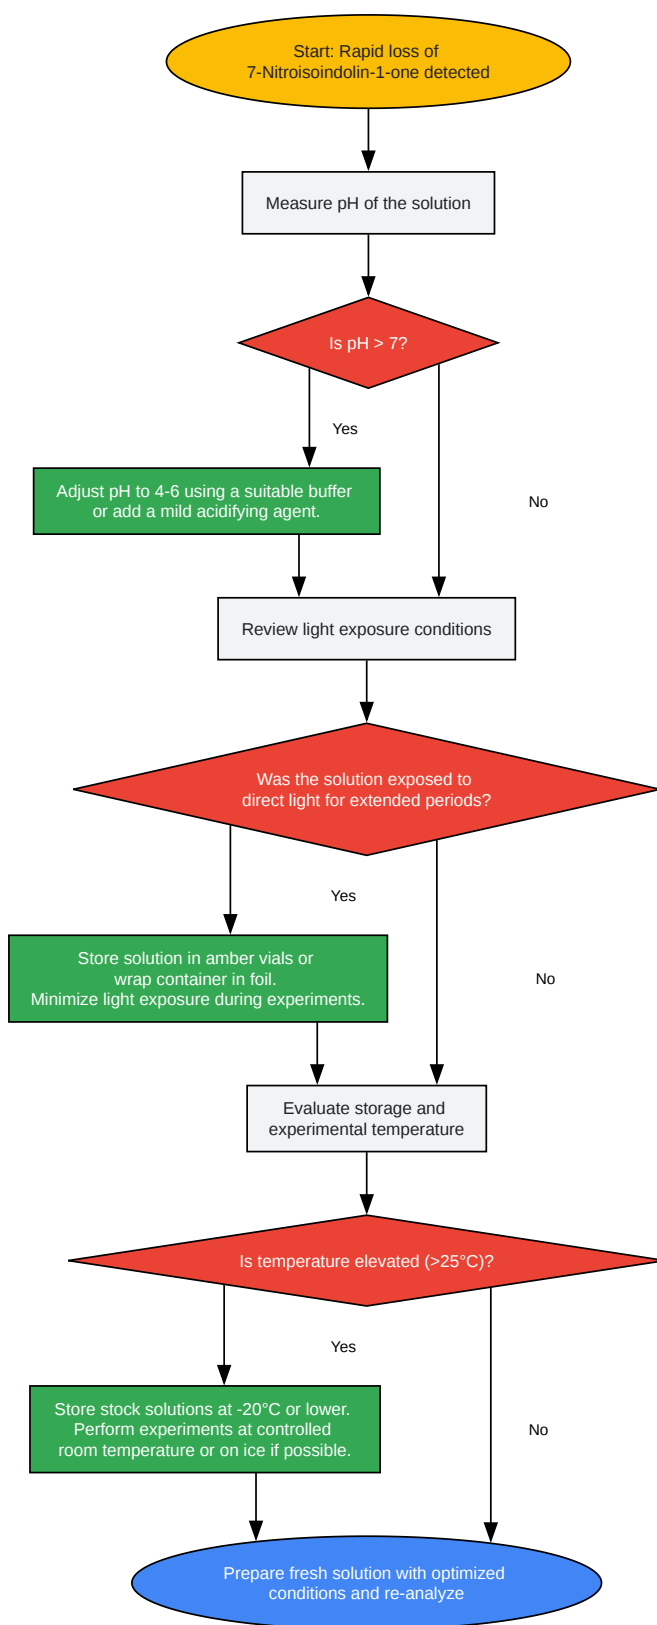 Start: Rapid loss of
7-Nitroisoindolin-1-one detected
Measure pH of the solution
Is pH > 7?
Yes
Adjust pH to 4-6 using a suitable buffer
or add a mild acidifying agent.
No
Review light exposure conditions
Was the solution exposed to
direct light for extended periods?
Yes
Store solution in amber vials or
wrap container in foil.
Minimize light exposure during experiments.
No
Evaluate storage and
experimental temperature
Is temperature elevated (>25°C)?
Yes
Store stock solutions at -20°C or lower.
Perform experiments at controlled
room temperature or on ice if possible.
No
Prepare fresh solution with optimized
conditions and re-analyze